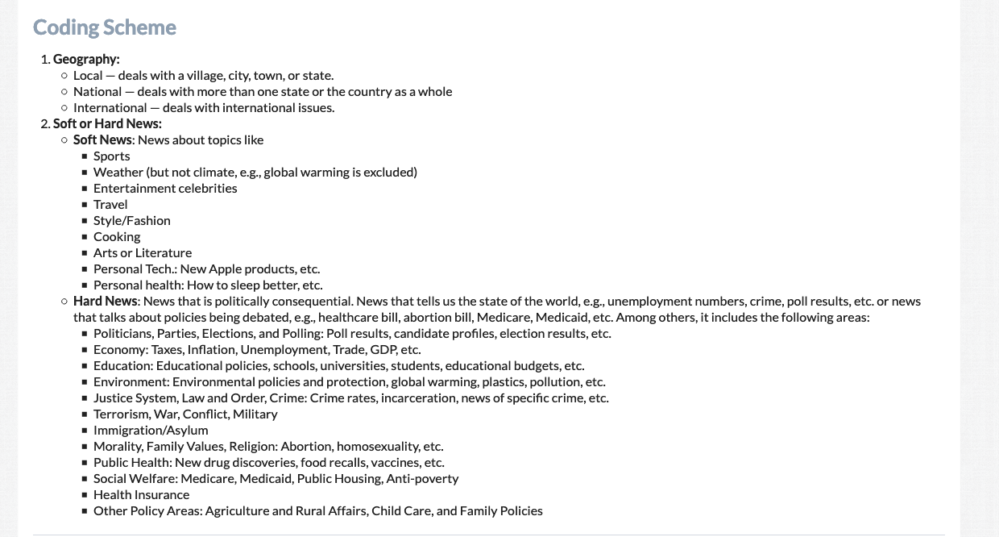 Coding Scheme
1. Geography:
○ Local — deals with a village, city, town, or state.
○ National — deals with more than one state or the country as a whole
○ International — deals with international issues.
2. Soft or Hard News:
○ Soft News: News about topics like
■ Sports
■ Weather (but not climate, e.g., global warming is excluded)
■ Entertainment celebrities
■ Travel
■ Style/Fashion
■ Cooking
■ Arts or Literature
■ Personal Tech.: New Apple products, etc.
■ Personal health: How to sleep better, etc.
○ Hard News: News that is politically consequential. News that tells us the state of the world, e.g., unemployment numbers, crime, poll results, etc. or news
that talks about policies being debated, e.g., healthcare bill, abortion bill, Medicare, Medicaid, etc. Among others, it includes the following areas:
■ Politicians, Parties, Elections, and Polling: Poll results, candidate profiles, election results, etc.
■ Economy: Taxes, Inflation, Unemployment, Trade, GDP, etc.
■ Education: Educational policies, schools, universities, students, educational budgets, etc.
■ Environment: Environmental policies and protection, global warming, plastics, pollution, etc.
■ Justice System, Law and Order, Crime: Crime rates, incarceration, news of specific crime, etc.
■ Terrorism, War, Conflict, Military
■ Immigration/Asylum
■ Morality, Family Values, Religion: Abortion, homosexuality, etc.
■ Public Health: New drug discoveries, food recalls, vaccines, etc.
■ Social Welfare: Medicare, Medicaid, Public Housing, Anti-poverty
■ Health Insurance
■ Other Policy Areas: Agriculture and Rural Affairs, Child Care, and Family Policies